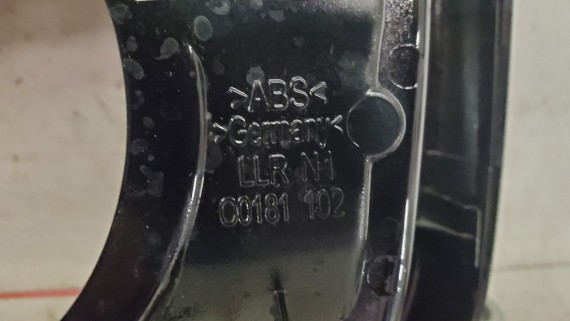 >ABS<
>Germany<
LLR N1
C0181 102